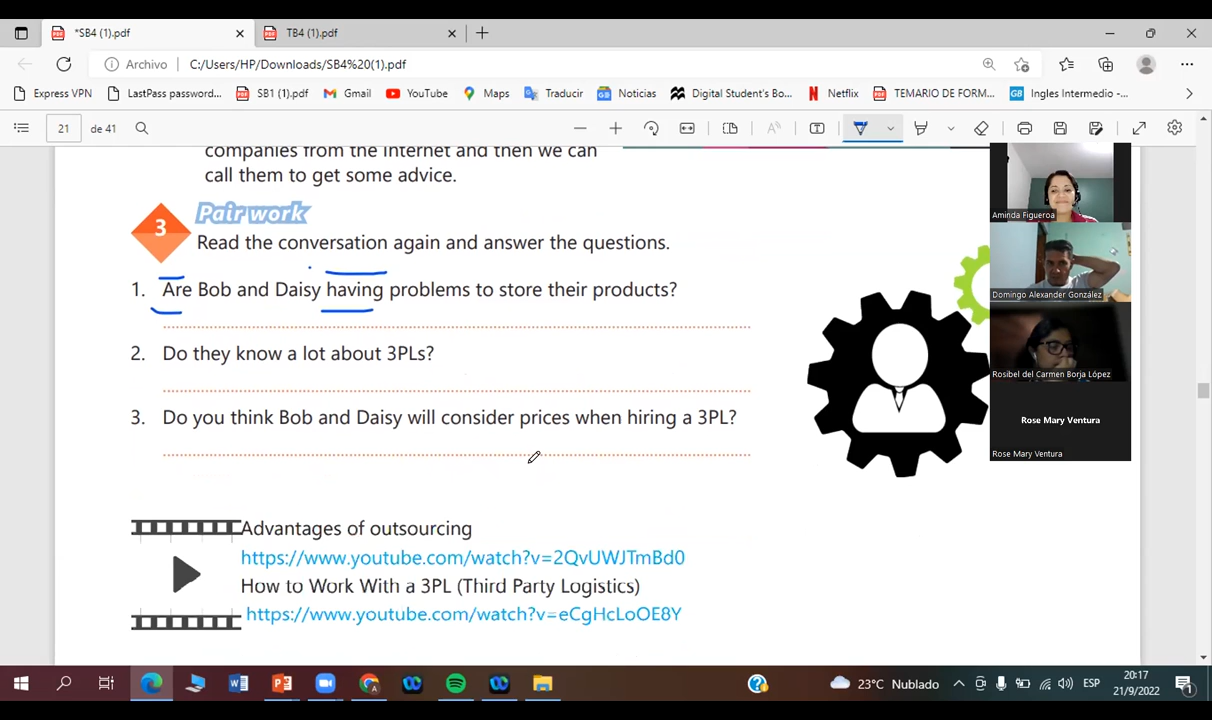 *SB4 (1).pdf
TB4 (1).pdf
Archivo
C:/Users/HP/Downloads/SB4%20(1).pdf
Express VPN
LastPass password...
SB1 (1).pdf
Gmail
YouTube
Maps
Traducir
Noticias
Digital Student's Bo...
Netflix
TEMARIO DE FORM...
Ingles Intermedio -...
21
de 41
companies from the internet and then we can
call them to get some advice.
3
Pair work
Read the conversation again and answer the questions.
1. Are Bob and Daisy having problems to store their products?
2. Do they know a lot about 3PLs?
3. Do you think Bob and Daisy will consider prices when hiring a 3PL?
Advantages of outsourcing
https://www.youtube.com/watch?v=2QvUWJTmBd0
How to Work With a 3PL (Third Party Logistics)
https://www.youtube.com/watch?v=eCgHcLoOE8Y
Aminda Figueroa
Domingo Alexander González
Rosibel del Carmen Borja López
Rose Mary Ventura
Rose Mary Ventura
23°C Nublado
ESP
20:17
21/9/2022
1